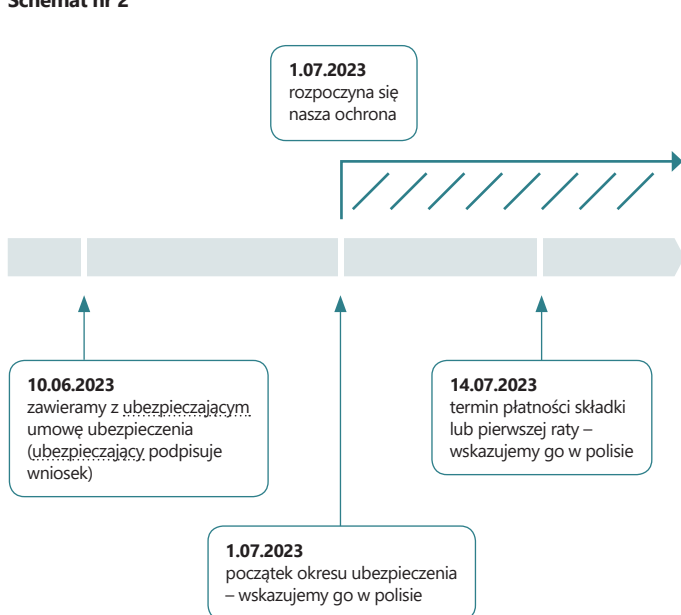 Schemat nr 2
1.07.2023
rozpoczyna się
nasza ochrona
10.06.2023
zawieramy z ubezpieczającym
umowę ubezpieczenia
(ubezpieczający podpisuje
wniosek)
14.07.2023
termin płatności składki
lub pierwszej raty –
wskazujemy go w polisie
1.07.2023
początek okresu ubezpieczenia
– wskazujemy go w polisie